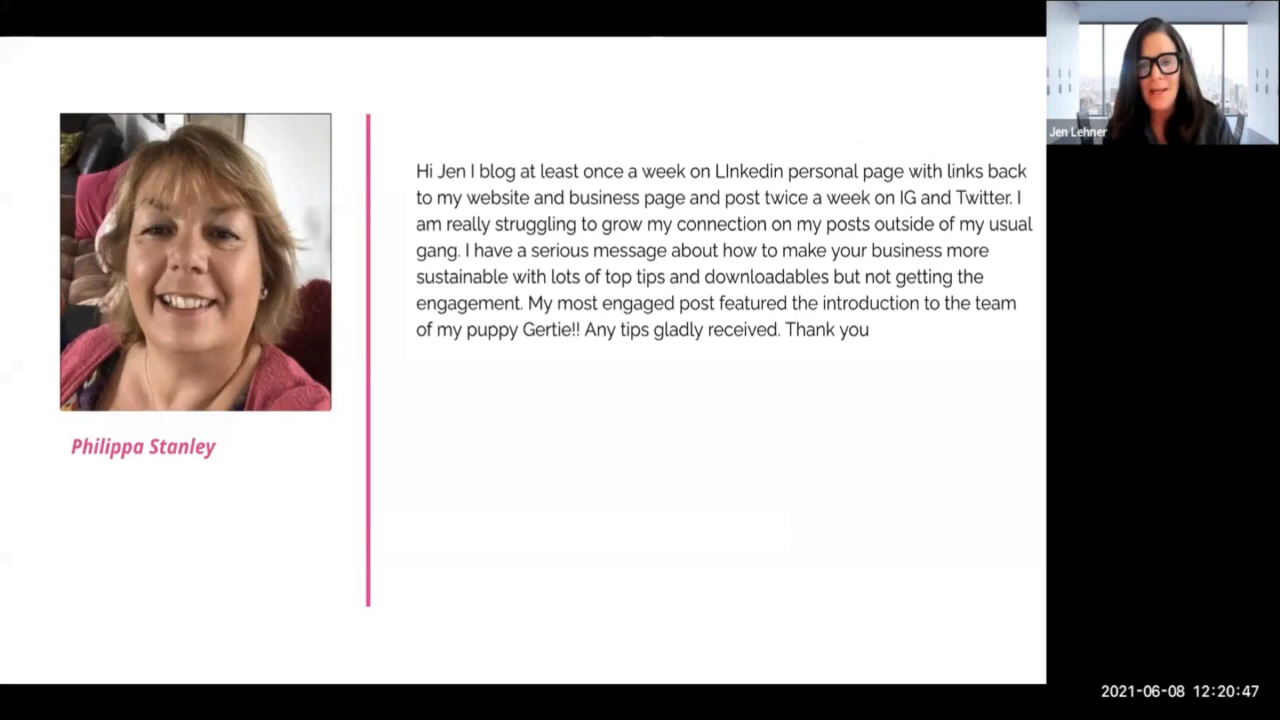 Jen Lehner
Hi Jen I blog at least once a week on LInkedin personal page with links back
to my website and business page and post twice a week on IG and Twitter. I
am really struggling to grow my connection on my posts outside of my usual
gang. I have a serious message about how to make your business more
sustainable with lots of top tips and downloadables but not getting the
engagement. My most engaged post featured the introduction to the team
of my puppy Gertie!! Any tips gladly received. Thank you
Philippa Stanley
2021-06-08 12:20:47